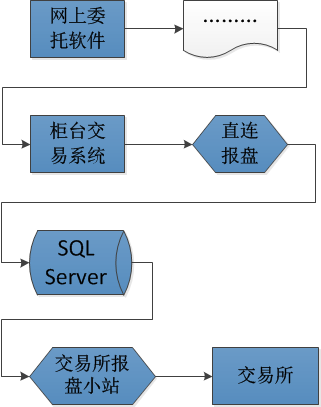 网上委
托软件
………
柜台交
易系统
直连
报盘
SQL
Server
交易所报
盘小站
交易所